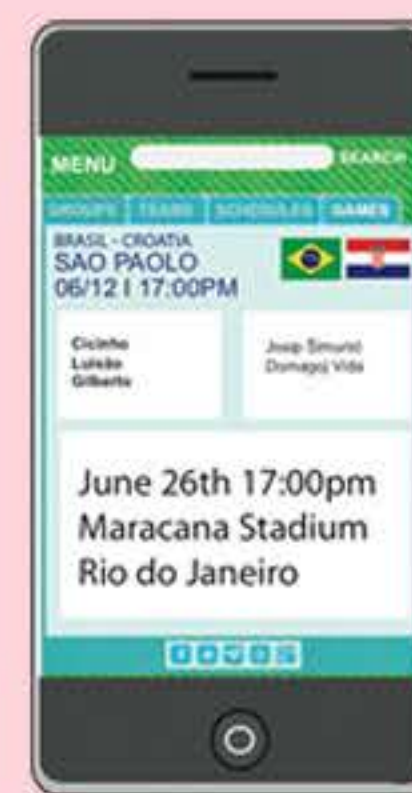 MENU SEARCH
GROUPS TEAMS SCHEDULES GAMES
BRASIL - CROATIA
SAO PAOLO
06/12 | 17:00PM
Cicinho
Luisão
Gilberto
Josip Šimunić
Domagoj Vida
June 26th 17:00pm
Maracana Stadium
Rio do Janeiro